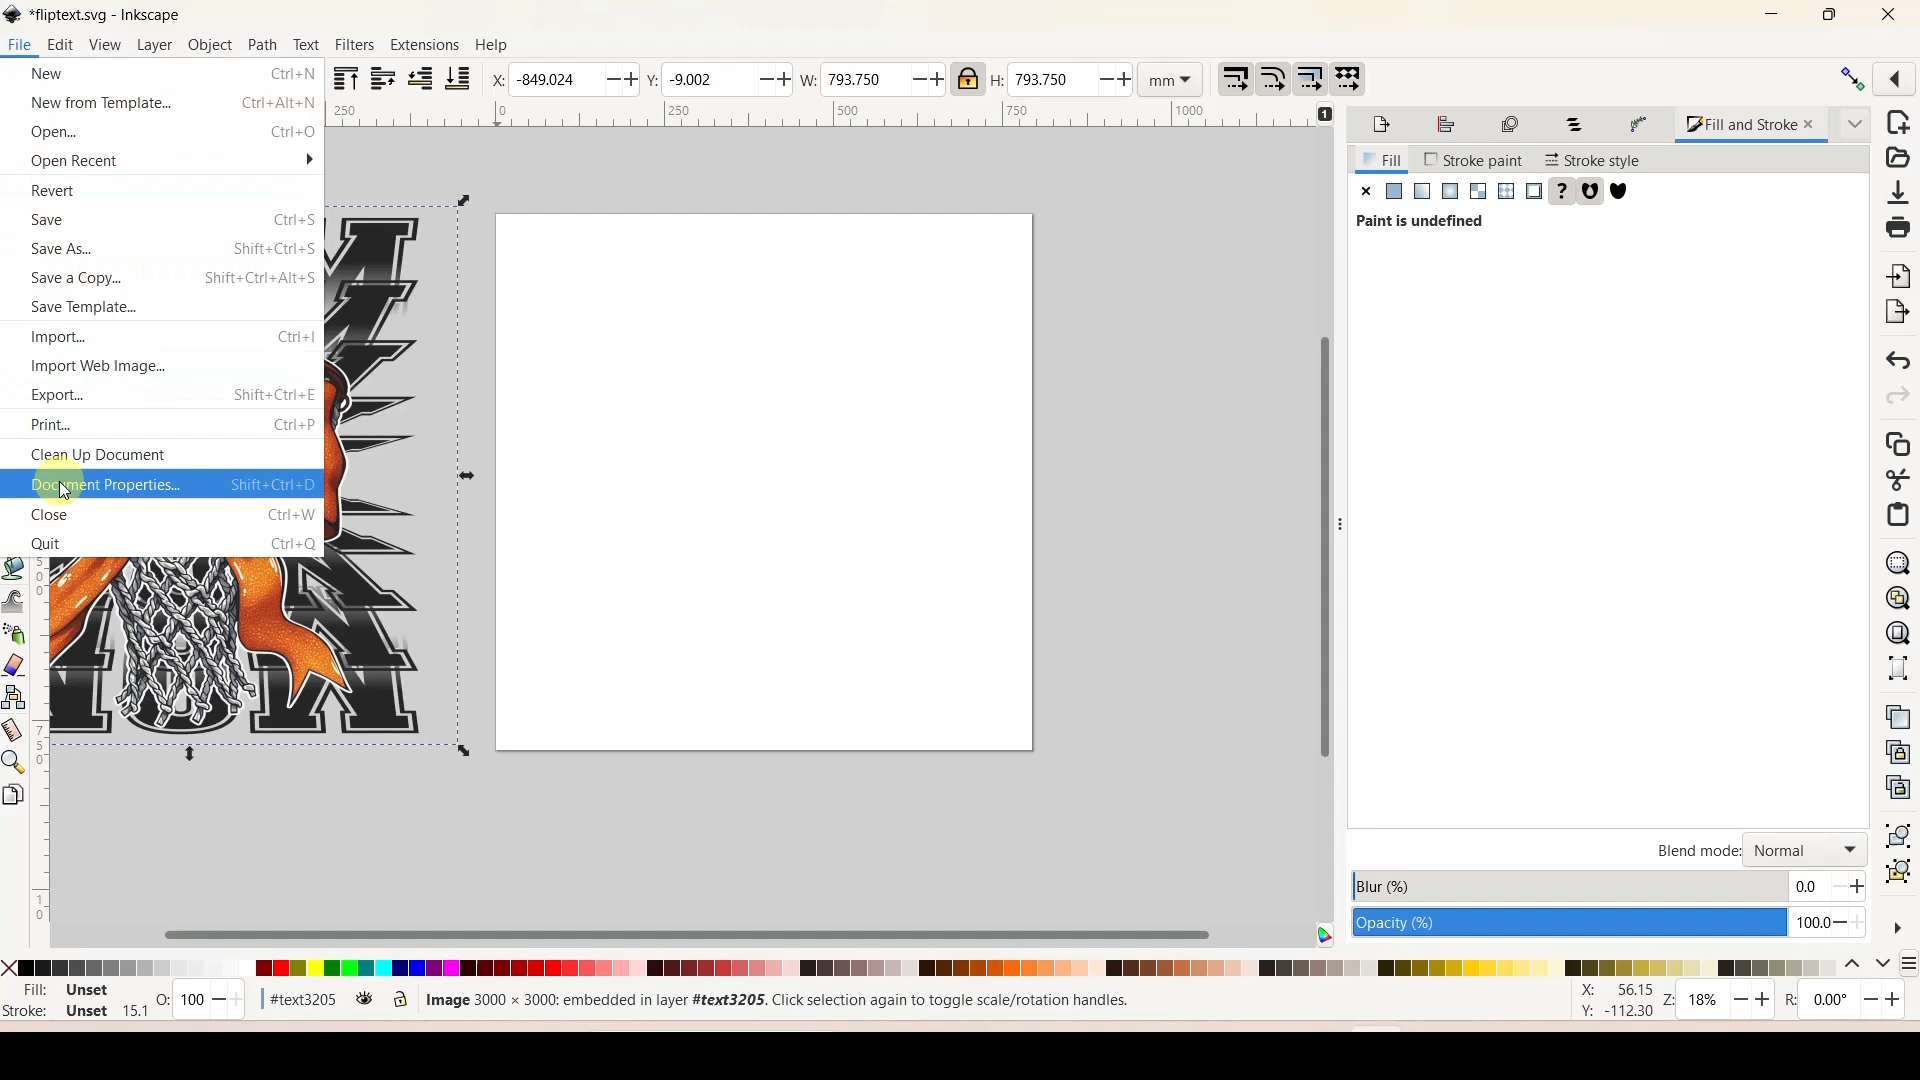 *fliptext.svg - Inkscape
File Edit View Layer Object Path Text Filters Extensions Help
New Ctrl+N
New from Template... Ctrl+Alt+N
Open... Ctrl+O
Open Recent
Revert
Save Ctrl+S
Save As... Shift+Ctrl+S
Save a Copy... Shift+Ctrl+Alt+S
Save Template...
Import... Ctrl+I
Import Web Image...
Export... Shift+Ctrl+E
Print... Ctrl+P
Clean Up Document
Document Properties... Shift+Ctrl+D
Close Ctrl+W
Quit Ctrl+Q
X: -849.024 Y: -9.002 W: 793.750 H: 793.750 mm
250 0 250 500 750 1000
1
Fill and Stroke
Fill Stroke paint Stroke style
Paint is undefined
Blend mode: Normal
Blur (%) 0.0
Opacity (%) 100.0
Fill: Unset
Stroke: Unset 15.1
O: 100
#text3205
Image 3000 × 3000: embedded in layer #text3205. Click selection again to toggle scale/rotation handles.
X: 56.15
Y: -112.30
Z: 18%
R: 0.00°